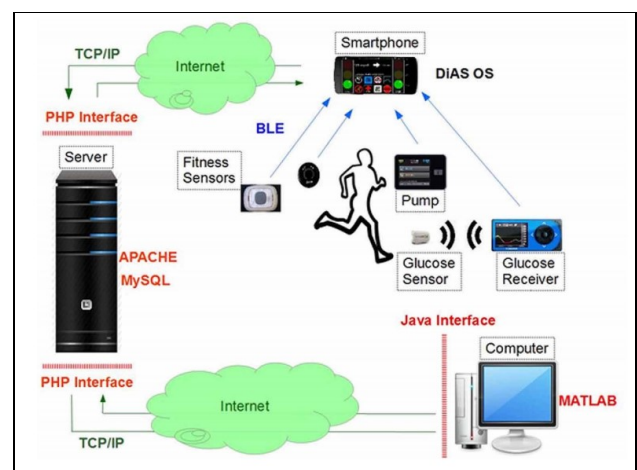 Smartphone
TCP/IP
Internet
DiAS OS
PHP Interface
BLE
Server
Fitness
Sensors
Pump
APACHE
MySQL
Glucose
Sensor
Glucose
Receiver
Java Interface
Computer
PHP Interface
Internet
MATLAB
TCP/IP